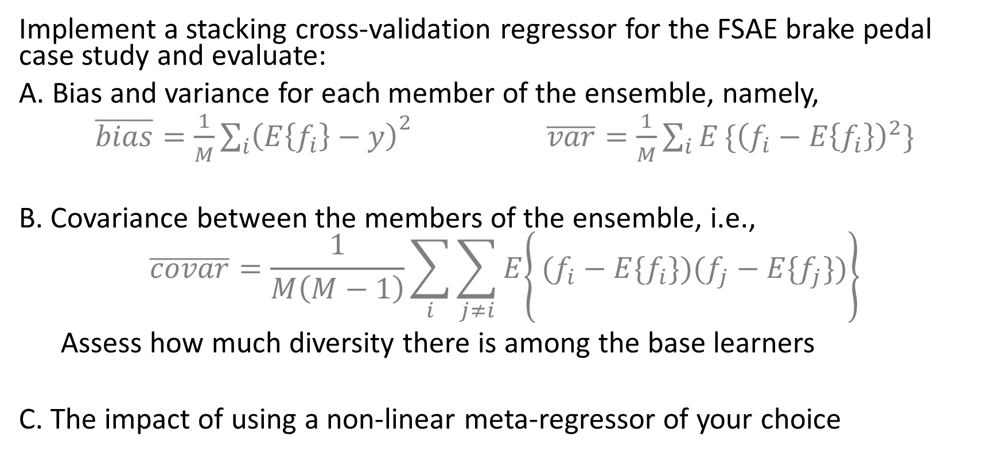 Implement a stacking cross-validation regressor for the FSAE brake pedal
case study and evaluate:
A. Bias and variance for each member of the ensemble, namely,
$\overline{bias} = \frac{1}{M}\sum_i (E\{f_i\} - y)^2$ $\overline{var} = \frac{1}{M}\sum_i E\{(f_i - E\{f_i\})^2\}$
B. Covariance between the members of the ensemble, i.e.,
$\overline{covar} = \frac{1}{M(M-1)}\sum_i \sum_{j \neq i} E\{(f_i - E\{f_i\})(f_j - E\{f_j\})\}$
Assess how much diversity there is among the base learners
C. The impact of using a non-linear meta-regressor of your choice